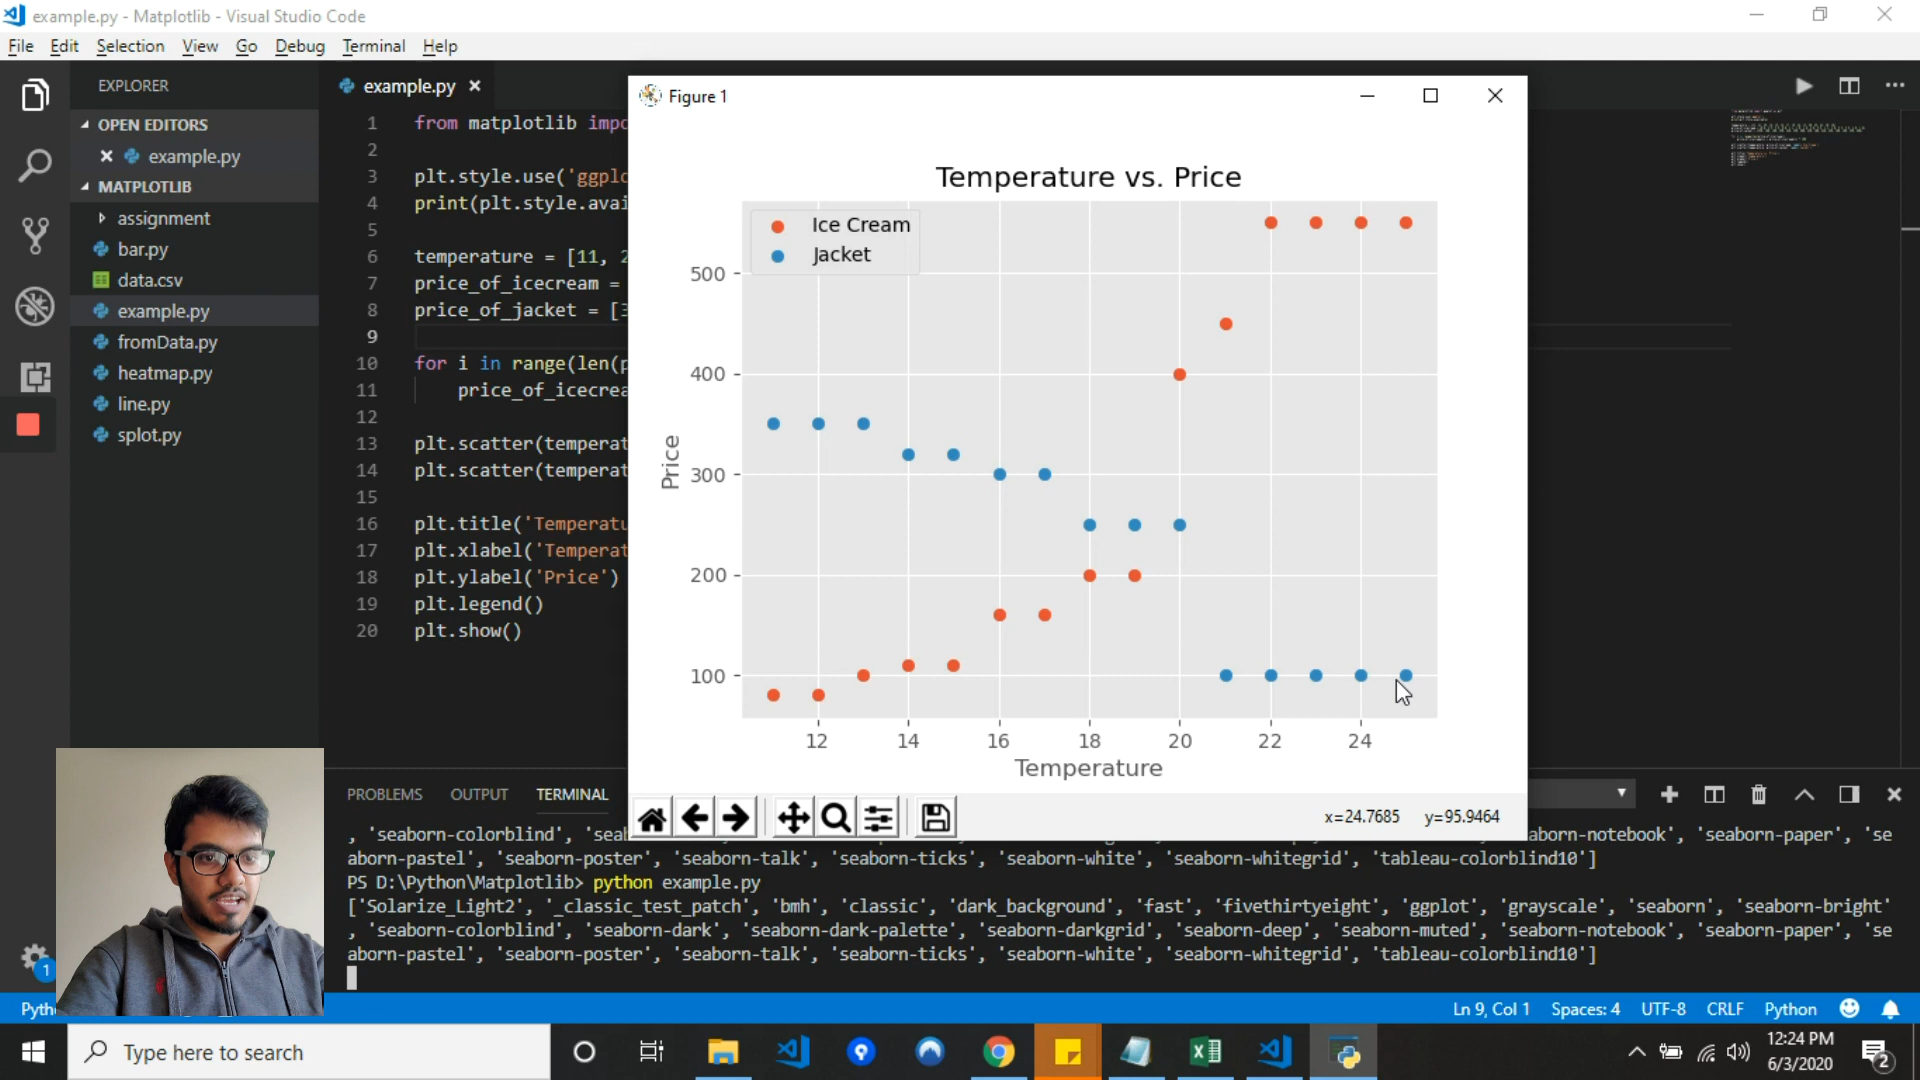 example.py - Matplotlib - Visual Studio Code
File Edit Selection View Go Debug Terminal Help
EXPLORER
OPEN EDITORS
example.py
MATPLOTLIB
assignment
bar.py
data.csv
example.py
fromData.py
heatmap.py
line.py
splot.py
example.py
1 from matplotlib impo
2
3 plt.style.use('ggplo
4 print(plt.style.avai
5
6 temperature = [11, 2
7 price_of_icecream =
8 price_of_jacket = [3
9
10 for i in range(len(p
11 price_of_icecrea
12
13 plt.scatter(temperat
14 plt.scatter(temperat
15
16 plt.title('Temperatu
17 plt.xlabel('Temperat
18 plt.ylabel('Price')
19 plt.legend()
20 plt.show()
Figure 1
Temperature vs. Price
Ice Cream
Jacket
500
400
300
200
100
Price
12 14 16 18 20 22 24
Temperature
x=24.7685 y=95.9464
PROBLEMS OUTPUT TERMINAL
, 'seaborn-colorblind', 'seab
aborn-notebook', 'seaborn-paper', 'se
aborn-pastel', 'seaborn-poster', 'seaborn-talk', 'seaborn-ticks', 'seaborn-white', 'seaborn-whitegrid', 'tableau-colorblind10']
PS D:\Python\Matplotlib> python example.py
['Solarize_Light2', '_classic_test_patch', 'bmh', 'classic', 'dark_background', 'fast', 'fivethirtyeight', 'ggplot', 'grayscale', 'seaborn', 'seaborn-bright'
, 'seaborn-colorblind', 'seaborn-dark', 'seaborn-dark-palette', 'seaborn-darkgrid', 'seaborn-deep', 'seaborn-muted', 'seaborn-notebook', 'seaborn-paper', 'se
aborn-pastel', 'seaborn-poster', 'seaborn-talk', 'seaborn-ticks', 'seaborn-white', 'seaborn-whitegrid', 'tableau-colorblind10']
1
Pytho
Ln 9, Col 1 Spaces: 4 UTF-8 CRLF Python
Type here to search
12:24 PM
6/3/2020
2